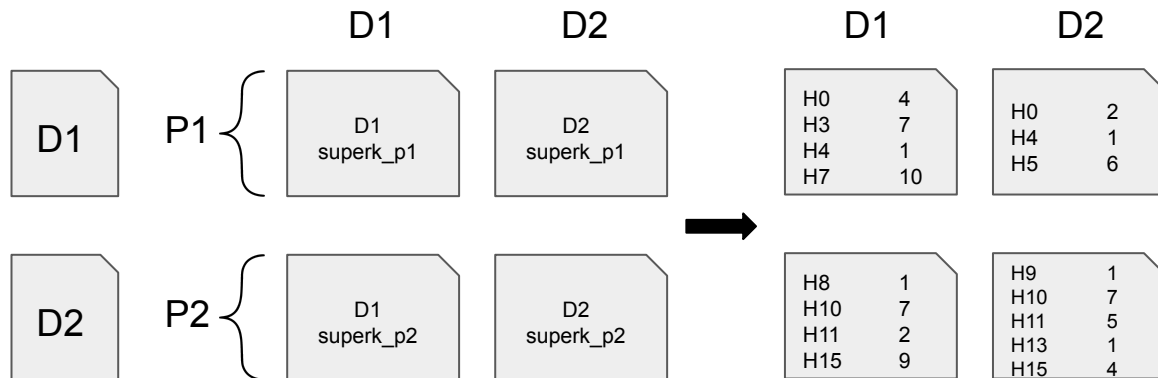 D1 D2 D1 D2
D1 P1 D1 superk_p1 D2 superk_p1
H0 4
H3 7
H4 1
H7 10
H0 2
H4 1
H5 6
D2 P2 D1 superk_p2 D2 superk_p2
H8 1
H10 7
H11 2
H15 9
H9 1
H10 7
H11 5
H13 1
H15 4